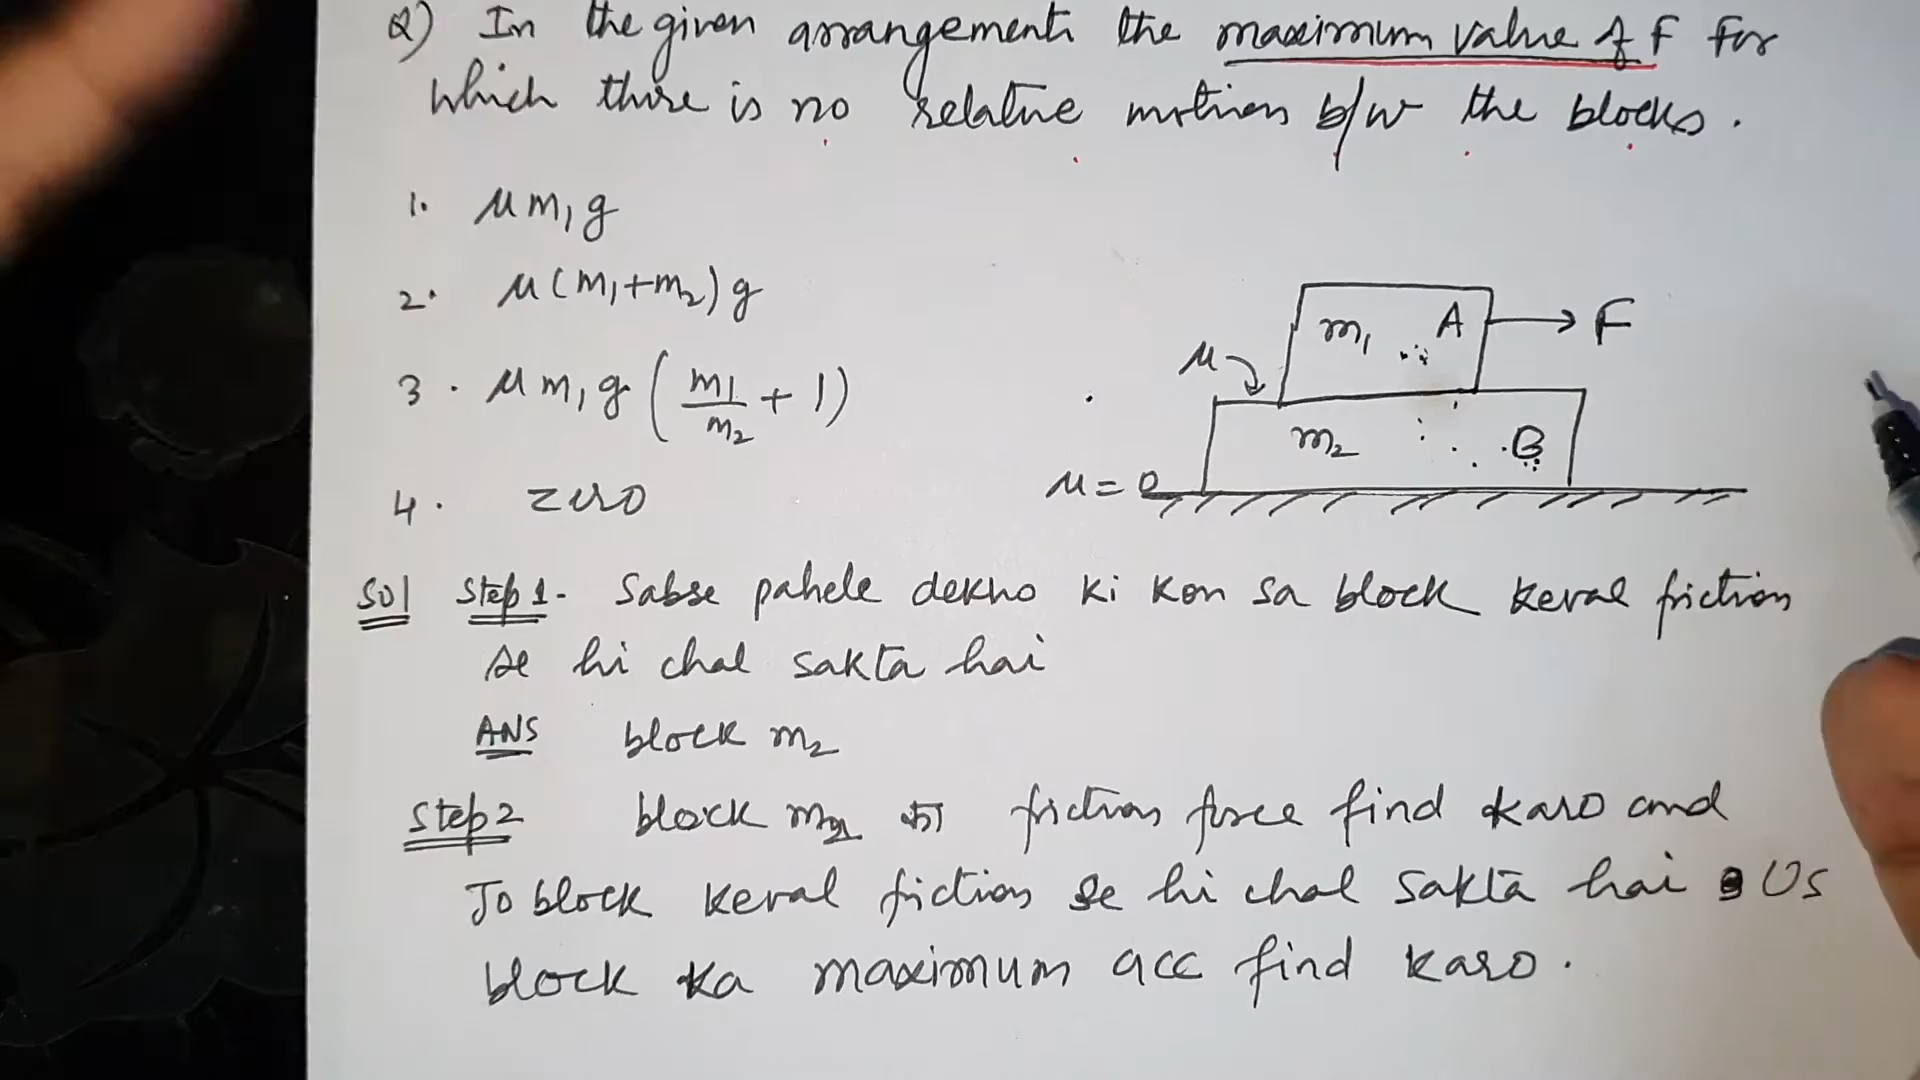 Q) In the given arrangement the maximum value of F for
which there is no relative motion b/w the blocks.
1. μm₁g
2. μ(m₁+m₂)g
3. μm₁g (m₁/m₂ + 1)
4. zero
m₁ A → F
μ
m₂ B
μ=0
Sol Step 1- Sabse pahele dekho ki kon sa block keval friction
se hi chal sakta hai
ANS block m₂
Step 2 block m₂ का friction force find karo and
Jo block keval friction se hi chal sakta hai Us
block ka maximum acc find karo.